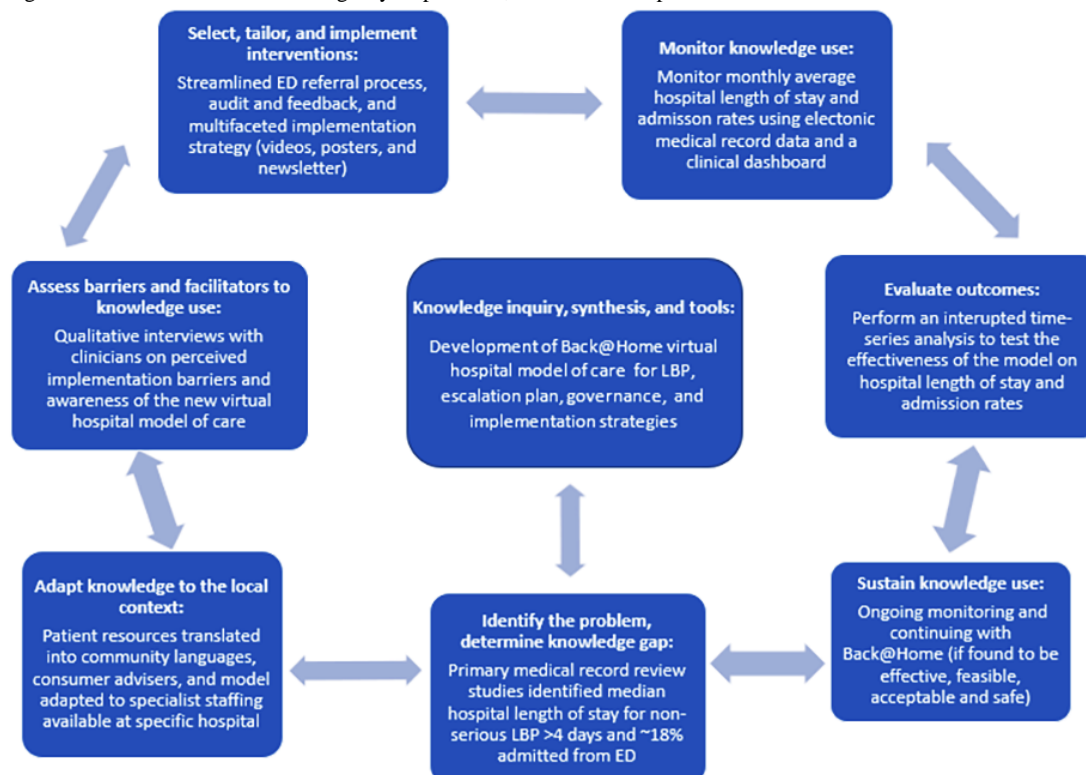 Select, tailor, and implement
interventions:
Streamlined ED referral process,
audit and feedback, and
multifaceted implementation
strategy (videos, posters, and
newsletter)
Monitor knowledge use:
Monitor monthly average
hospital length of stay and
admisson rates using electonic
medical record data and a
clinical dashboard
Assess barriers and facilitators to
knowledge use:
Qualitative interviews with
clinicians on perceived
implementation barriers and
awareness of the new virtual
hospital model of care
Knowledge inquiry, synthesis, and tools:
Development of Back@Home virtual
hospital model of care for LBP,
escalation plan, governance, and
implementation strategies
Evaluate outcomes:
Perform an interupted time-
series analysis to test the
effectiveness of the model on
hospital length of stay and
admission rates
Adapt knowledge to the local
context:
Patient resources translated
into community languages,
consumer advisers, and model
adapted to specialist staffing
available at specific hospital
Identify the problem,
determine knowledge gap:
Primary medical record review
studies identified median
hospital length of stay for non-
serious LBP >4 days and ~18%
admitted from ED
Sustain knowledge use:
Ongoing monitoring and
continuing with
Back@Home (if found to be
effective, feasible,
acceptable and safe)